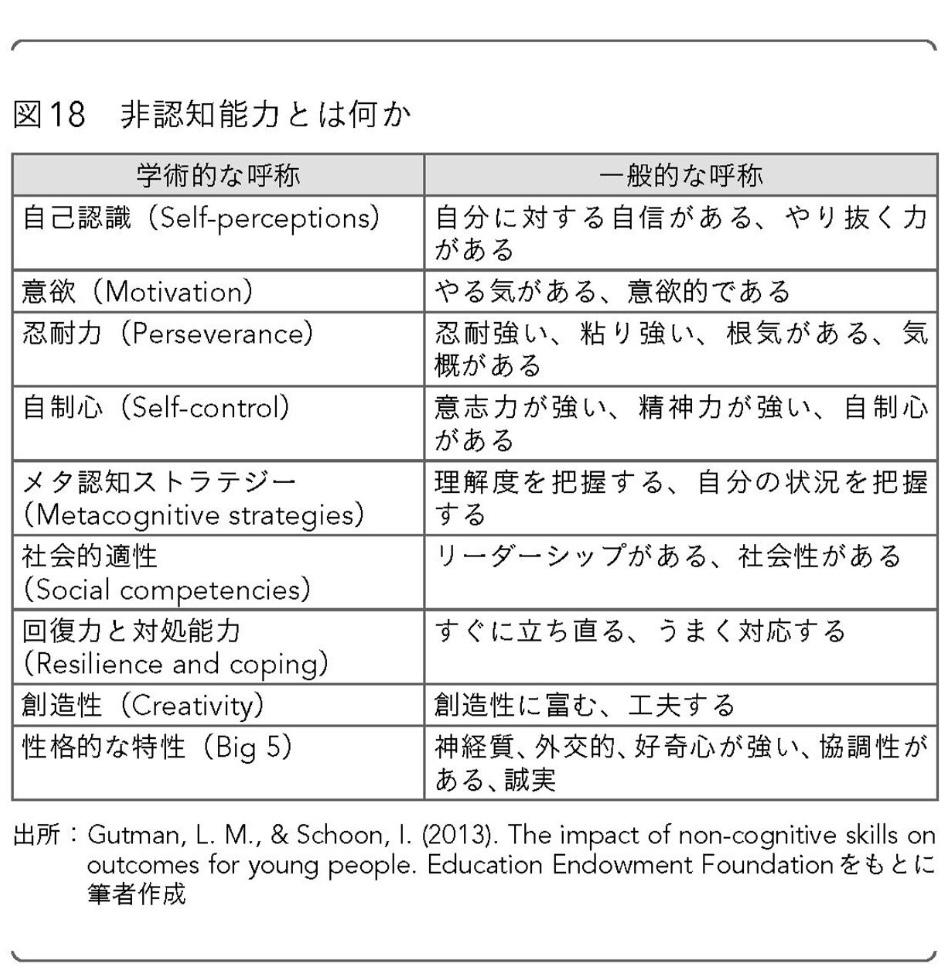 図18　非認知能力とは何か
学術的な呼称
一般的な呼称
自己認識（Self-perceptions）
自分に対する自信がある、やり抜く力
がある
意欲（Motivation）
やる気がある、意欲的である
忍耐力（Perseverance）
忍耐強い、粘り強い、根気がある、気
概がある
自制心（Self-control）
意志力が強い、精神力が強い、自制心
がある
メタ認知ストラテジー
（Metacognitive strategies）
理解度を把握する、自分の状況を把握
する
社会的適性
（Social competencies）
リーダーシップがある、社会性がある
回復力と対処能力
（Resilience and coping）
すぐに立ち直る、うまく対応する
創造性（Creativity）
創造性に富む、工夫する
性格的な特性（Big 5）
神経質、外交的、好奇心が強い、協調性が
ある、誠実
出所：Gutman, L. M., & Schoon, I. (2013). The impact of non-cognitive skills on
outcomes for young people. Education Endowment Foundationをもとに
筆者作成